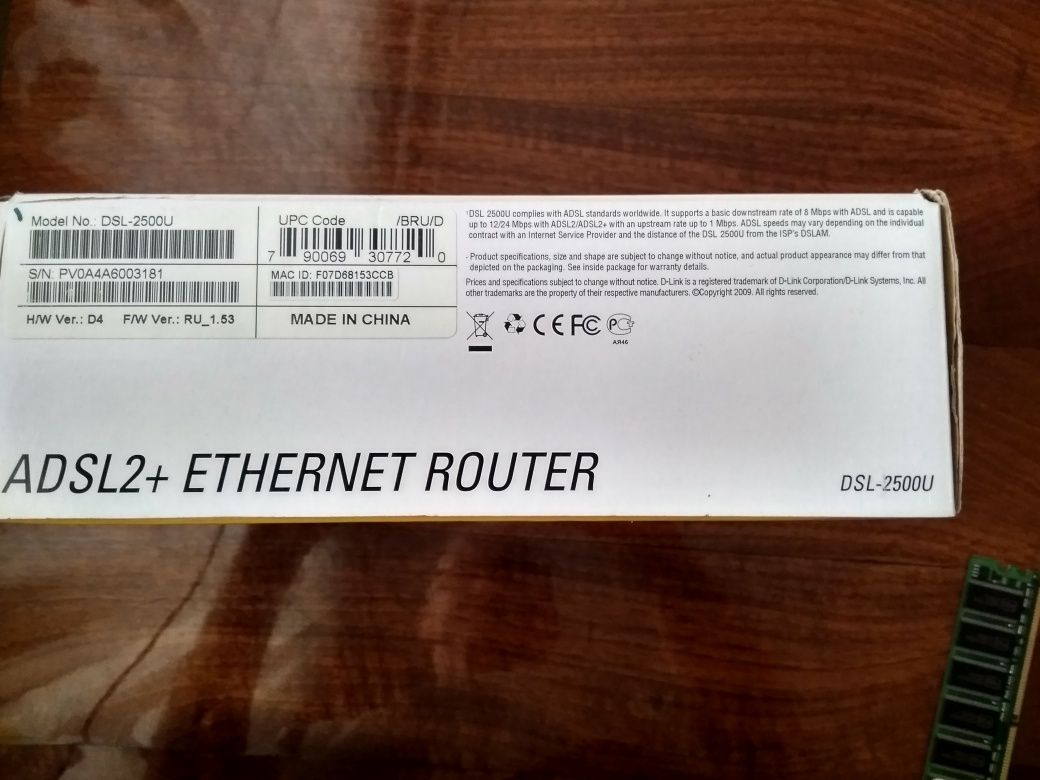 Model No.: DSL-2500U
UPC Code /BRU/D
7 90069 30772 0
S/N: PV0A4A6003181
MAC ID: F07D68153CCB
H/W Ver.: D4 F/W Ver.: RU_1.53
MADE IN CHINA
¹DSL 2500U complies with ADSL standards worldwide. It supports a basic downstream rate of 8 Mbps with ADSL and is capable
up to 12/24 Mbps with ADSL2/ADSL2+ with an upstream rate up to 1 Mbps. ADSL speeds may vary depending on the individual
contract with an Internet Service Provider and the distance of the DSL 2500U from the ISP's DSLAM.
- Product specifications, size and shape are subject to change without notice, and actual product appearance may differ from that
depicted on the packaging. See inside package for warranty details.
Prices and specifications subject to change without notice. D-Link is a registered trademark of D-Link Corporation/D-Link Systems, Inc. All
other trademarks are the property of their respective manufacturers. ©Copyright 2009. All rights reserved.
CE FC PG
АЯ46
ADSL2+ ETHERNET ROUTER
DSL-2500U